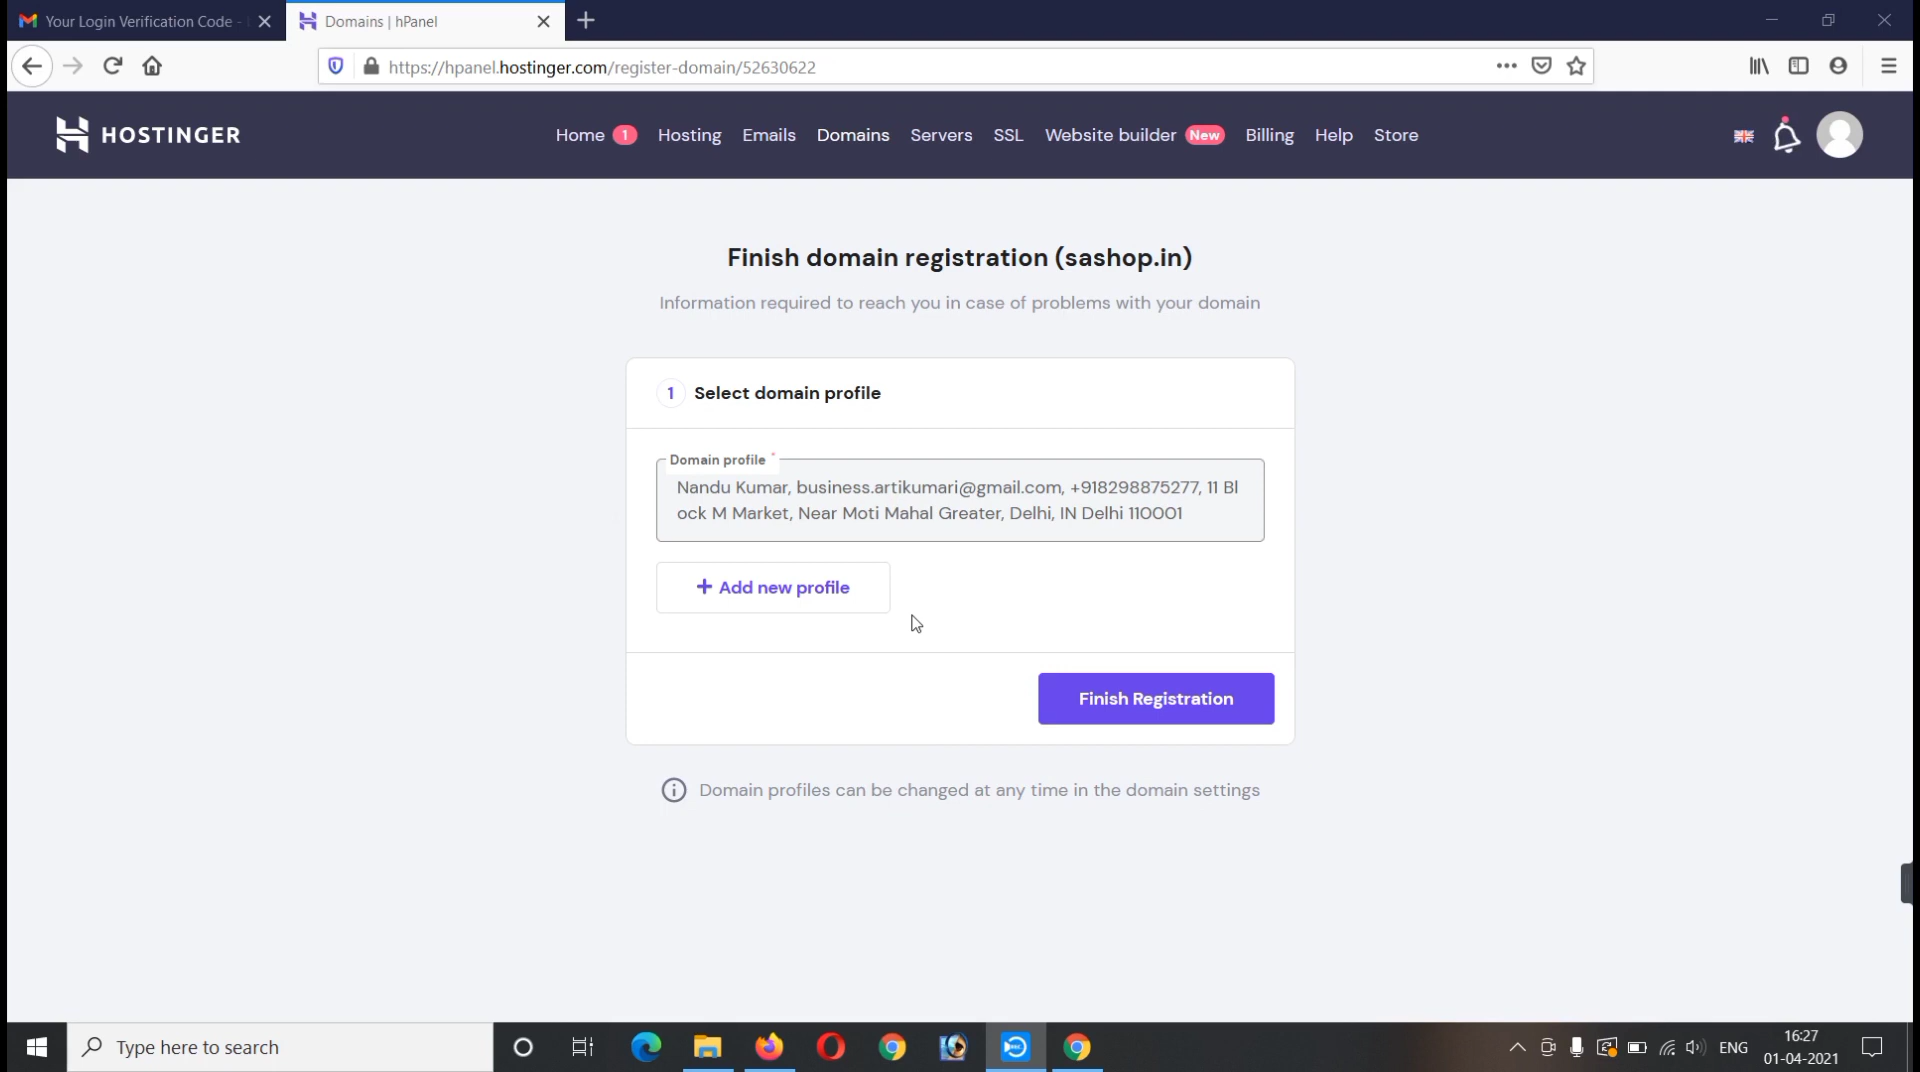 Your Login Verification Code -
Domains | hPanel
https://hpanel.hostinger.com/register-domain/52630622
HOSTINGER
Home 1 Hosting Emails Domains Servers SSL Website builder New Billing Help Store
Finish domain registration (sashop.in)
Information required to reach you in case of problems with your domain
1 Select domain profile
Domain profile *
Nandu Kumar, business.artikumari@gmail.com, +918298875277, 11 Bl
ock M Market, Near Moti Mahal Greater, Delhi, IN Delhi 110001
+ Add new profile
Finish Registration
Domain profiles can be changed at any time in the domain settings
Type here to search
ENG
16:27
01-04-2021